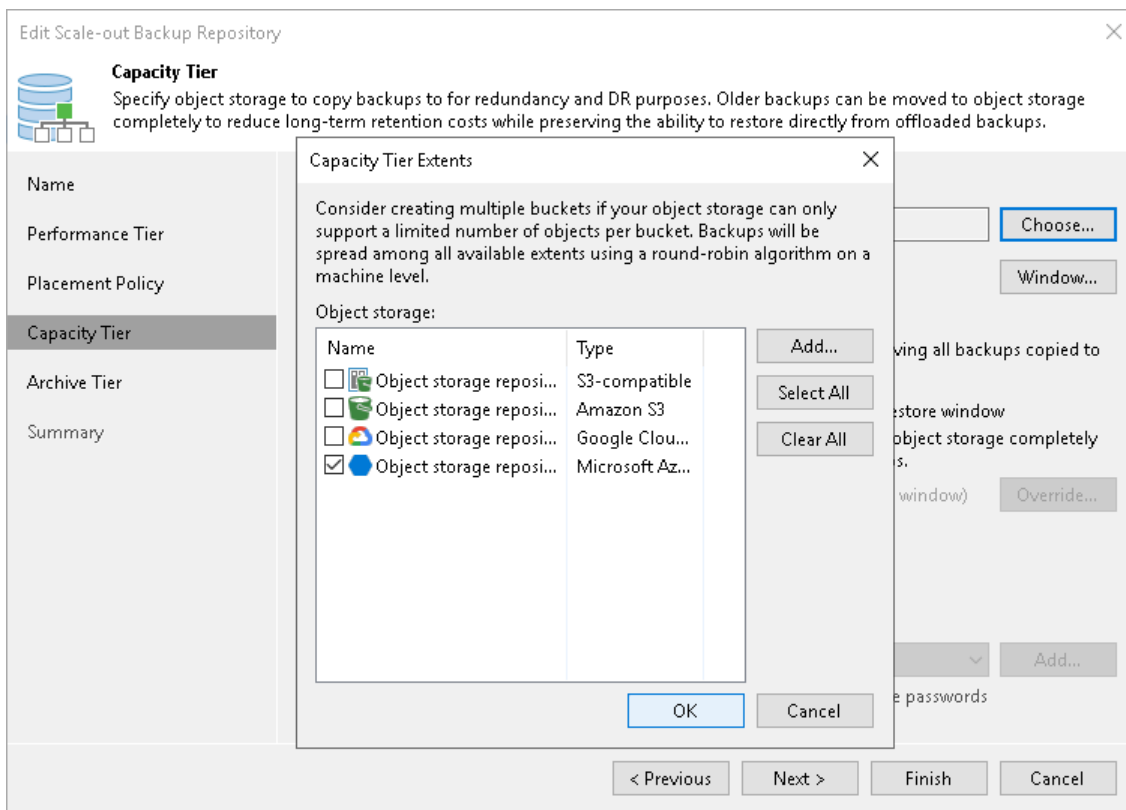 Edit Scale-out Backup Repository
Capacity Tier
Specify object storage to copy backups to for redundancy and DR purposes. Older backups can be moved to object storage
completely to reduce long-term retention costs while preserving the ability to restore directly from offloaded backups.
Name
Performance Tier
Placement Policy
Capacity Tier
Archive Tier
Summary
Capacity Tier Extents
Consider creating multiple buckets if your object storage can only
support a limited number of objects per bucket. Backups will be
spread among all available extents using a round-robin algorithm on a
machine level.
Object storage:
Name Type
Object storage reposi... S3-compatible
Object storage reposi... Amazon S3
Object storage reposi... Google Clou...
Object storage reposi... Microsoft Az...
Add...
Select All
Clear All
OK Cancel
Choose...
Window...
ving all backups copied to
estore window
object storage completely
s.
window) Override...
Add...
e passwords
< Previous Next > Finish Cancel